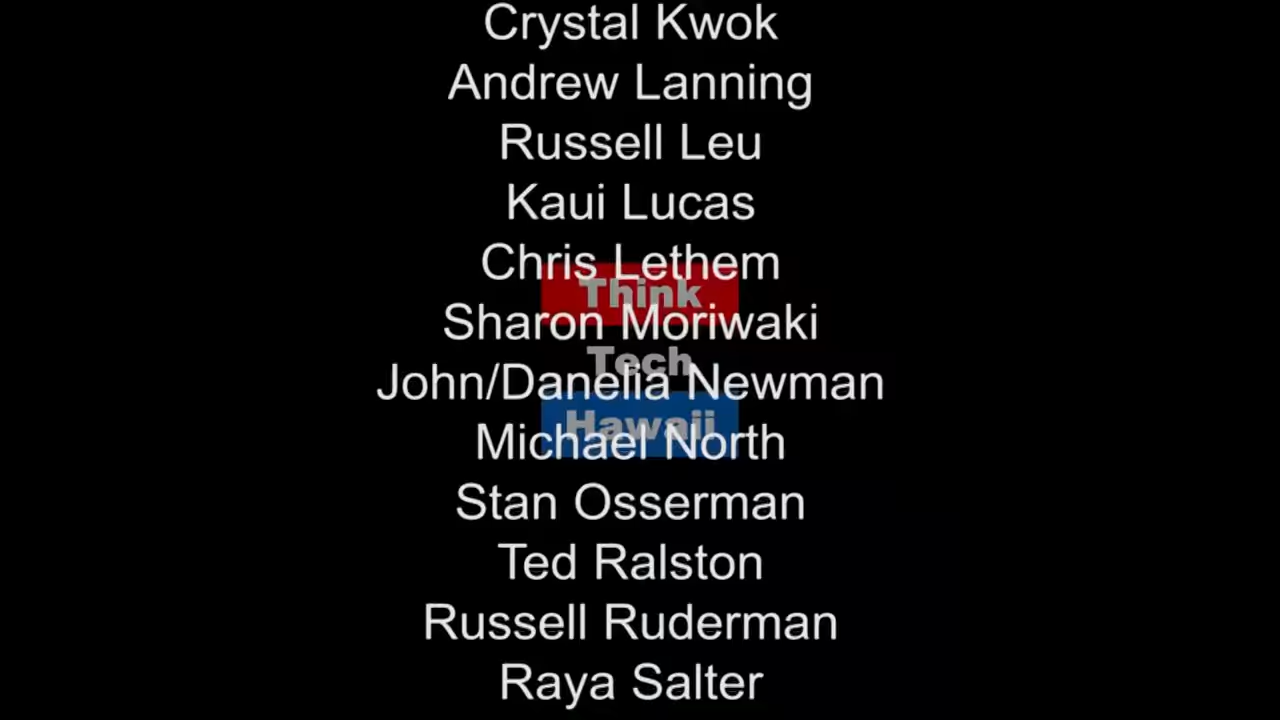 Crystal Kwok
Andrew Lanning
Russell Leu
Kaui Lucas
Chris Lethem
Think
Sharon Moriwaki
Tech
John/Danelia Newman
Hawaii
Michael North
Stan Osserman
Ted Ralston
Russell Ruderman
Raya Salter